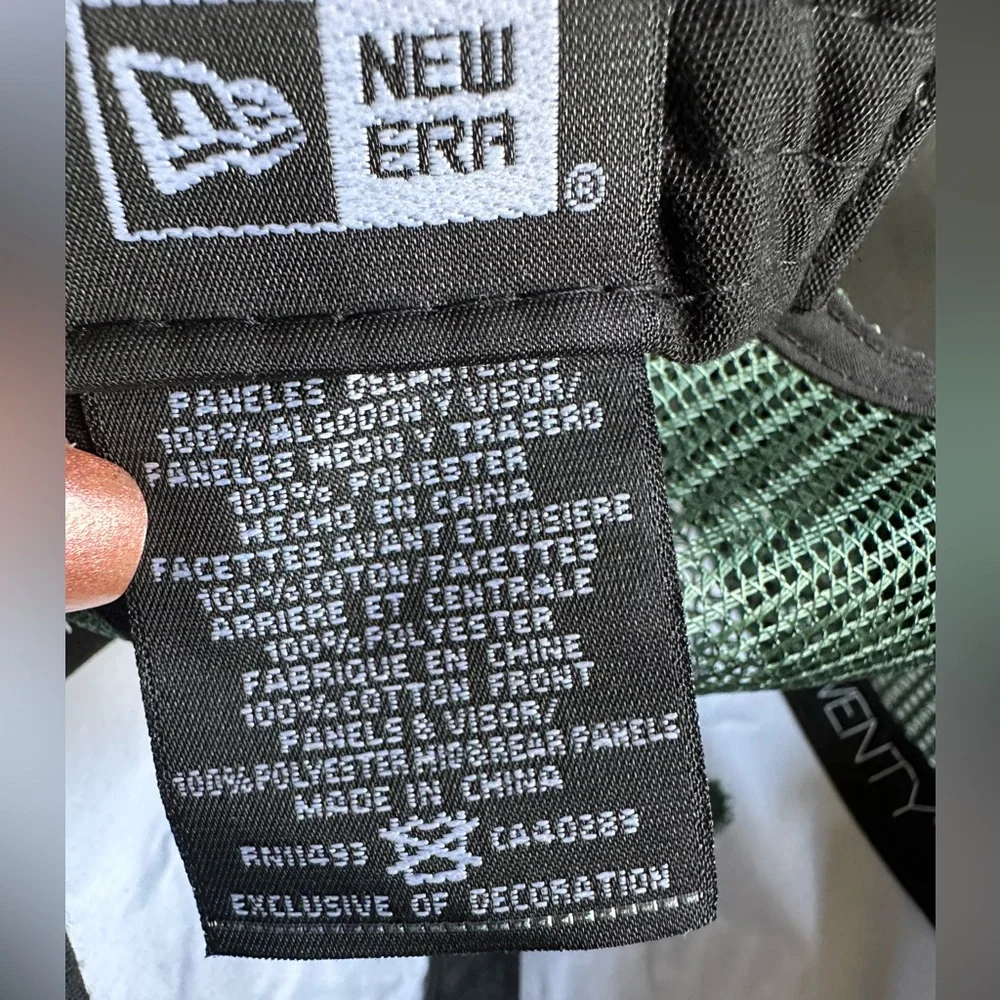 NEW
ERA
®
PANELES DELANTEROS
100% ALGODON Y VISOR/
PANELES MEDIO Y TRASERO
100% POLIESTER
HECHO EN CHINA
FACETTES AVANT ET VISIERE
100% COTON/FACETTES
ARRIERE ET CENTRALE
100% POLYESTER
FABRIQUE EN CHINE
100% COTTON FRONT
PANELS & VISOR/
100% POLYESTER MID&REAR PANELS
MADE IN CHINA
EXCLUSIVE OF DECORATION
WENTY